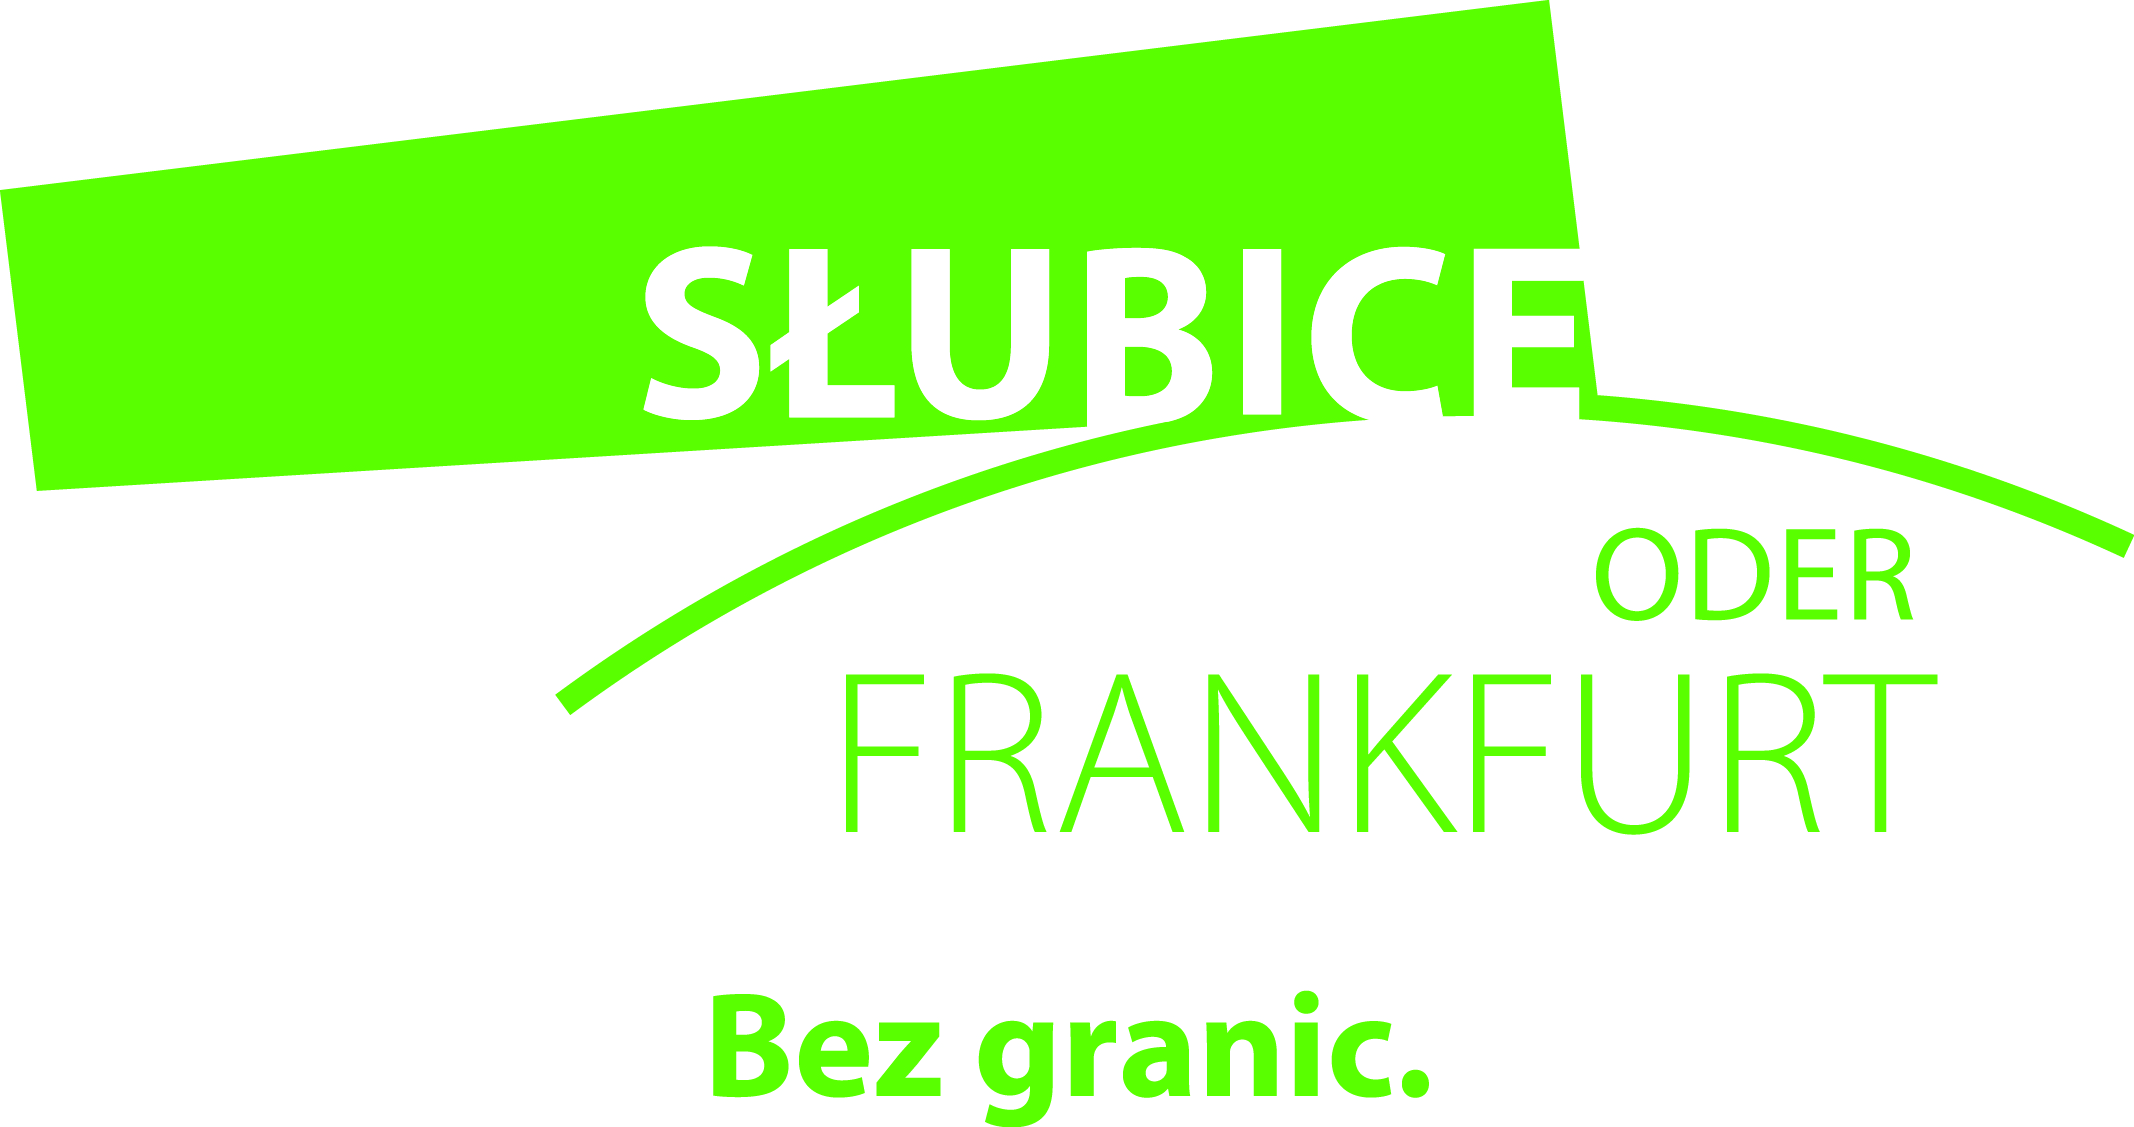 SŁUBICE
ODER
FRANKFURT
Bez granic.